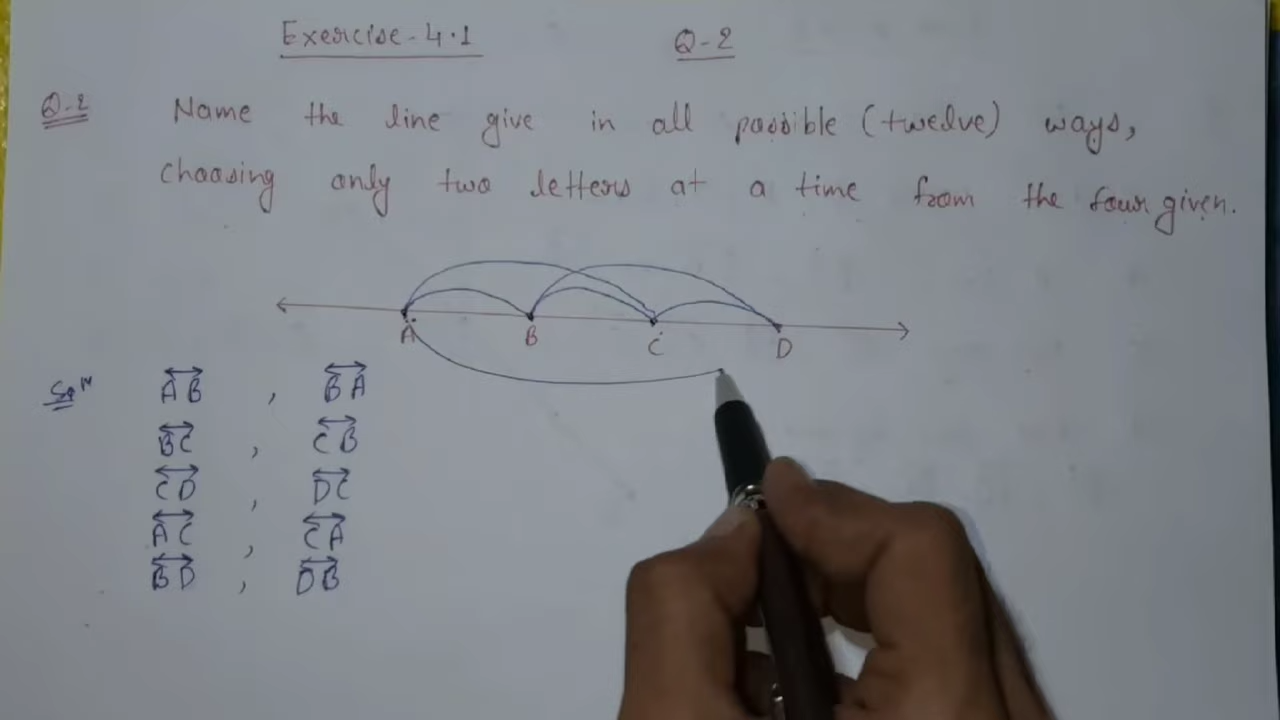 Exercise-4.1 Q-2
Q-2 Name the line give in all possible (twelve) ways,
choosing only two letters at a time from the four given.
A B C D
Solⁿ AB , BA
BC , CB
CD , DC
AC , CA
BD , DB